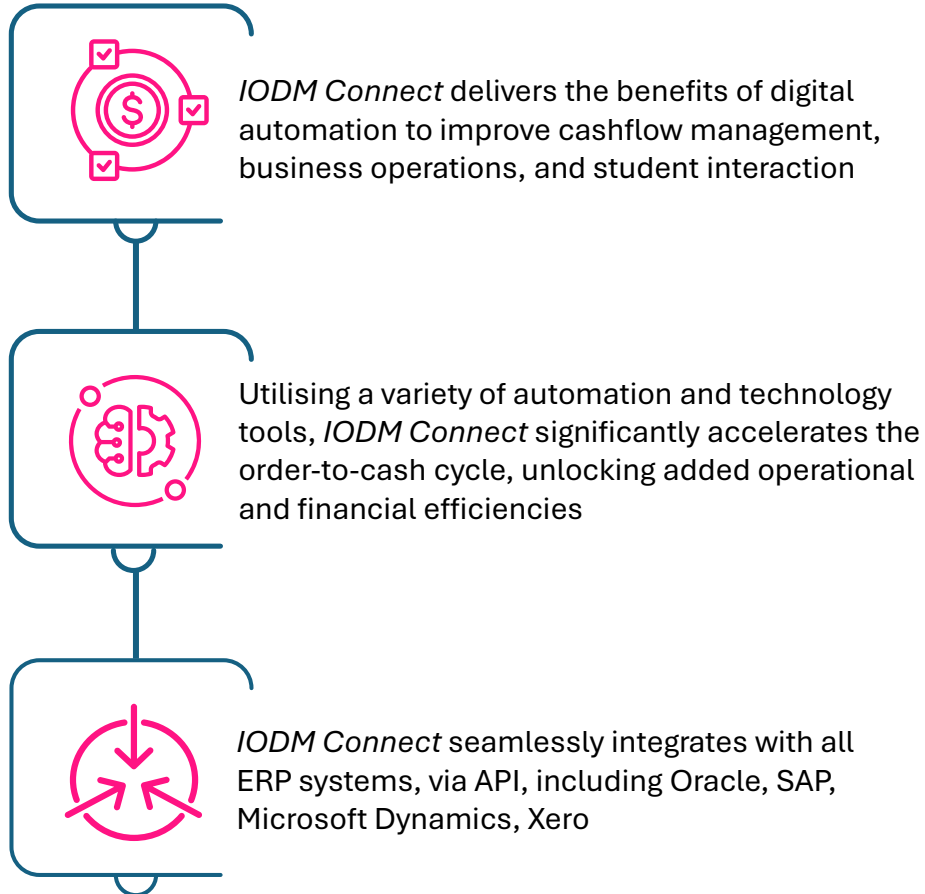 $
IODM Connect delivers the benefits of digital
automation to improve cashflow management,
business operations, and student interaction
Utilising a variety of automation and technology
tools, IODM Connect significantly accelerates the
order-to-cash cycle, unlocking added operational
and financial efficiencies
IODM Connect seamlessly integrates with all
ERP systems, via API, including Oracle, SAP,
Microsoft Dynamics, Xero